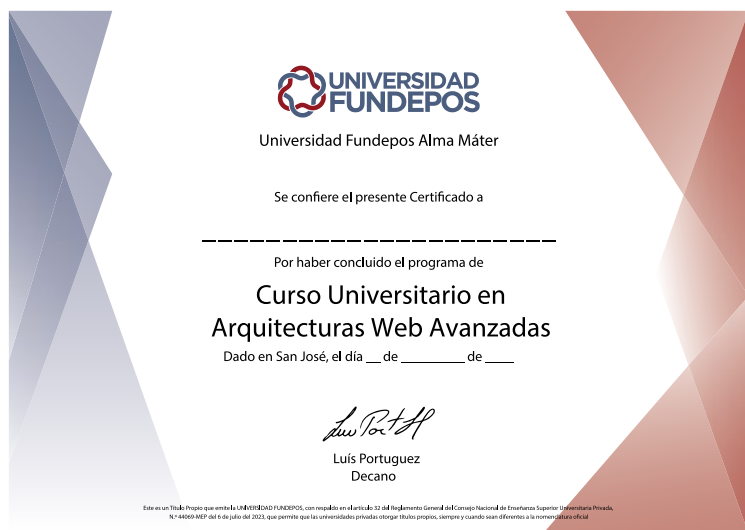 UNIVERSIDAD
FUNDEPOS
Universidad Fundepos Alma Máter
Se confiere el presente Certificado a
Por haber concluido el programa de
Curso Universitario en
Arquitecturas Web Avanzadas
Dado en San José, el día __ de ________ de ____
Luís Portuguez
Decano
Este es un Título Propio que emite la UNIVERSIDAD FUNDEPOS, con respaldo en el artículo 32 del Reglamento General del Consejo Nacional de Enseñanza Superior Universitaria Privada,
N.º 44069-MEP del 6 de julio del 2023, que permite que las universidades privadas otorgar títulos propios, siempre y cuando sean diferentes a la nomenclatura oficial